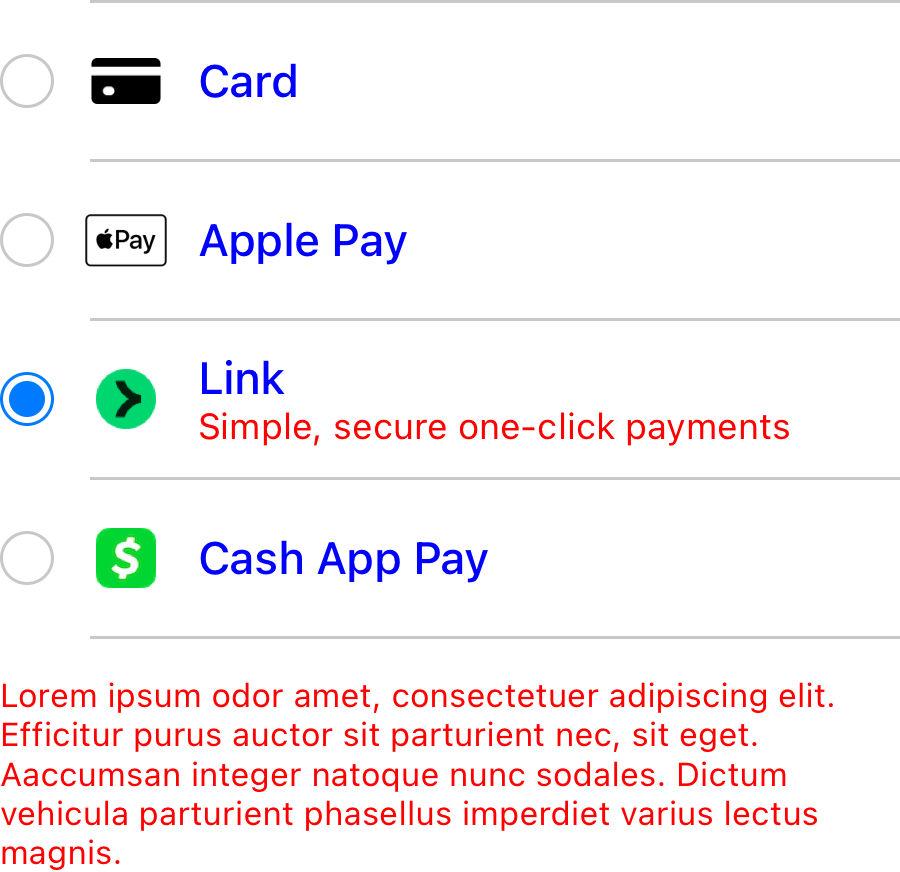 Card
Pay
Apple Pay
Link
Simple, secure one-click payments
$
Cash App Pay
Lorem ipsum odor amet, consectetuer adipiscing elit.
Efficitur purus auctor sit parturient nec, sit eget.
Aaccumsan integer natoque nunc sodales. Dictum
vehicula parturient phasellus imperdiet varius lectus
magnis.